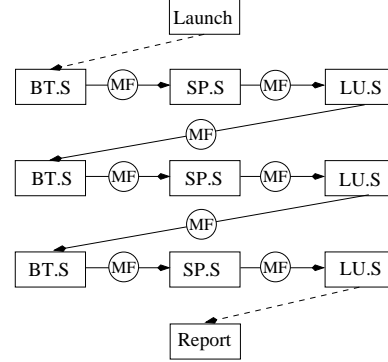 Launch
BT.S MF SP.S MF LU.S
MF
BT.S MF SP.S MF LU.S
MF
BT.S MF SP.S MF LU.S
Report